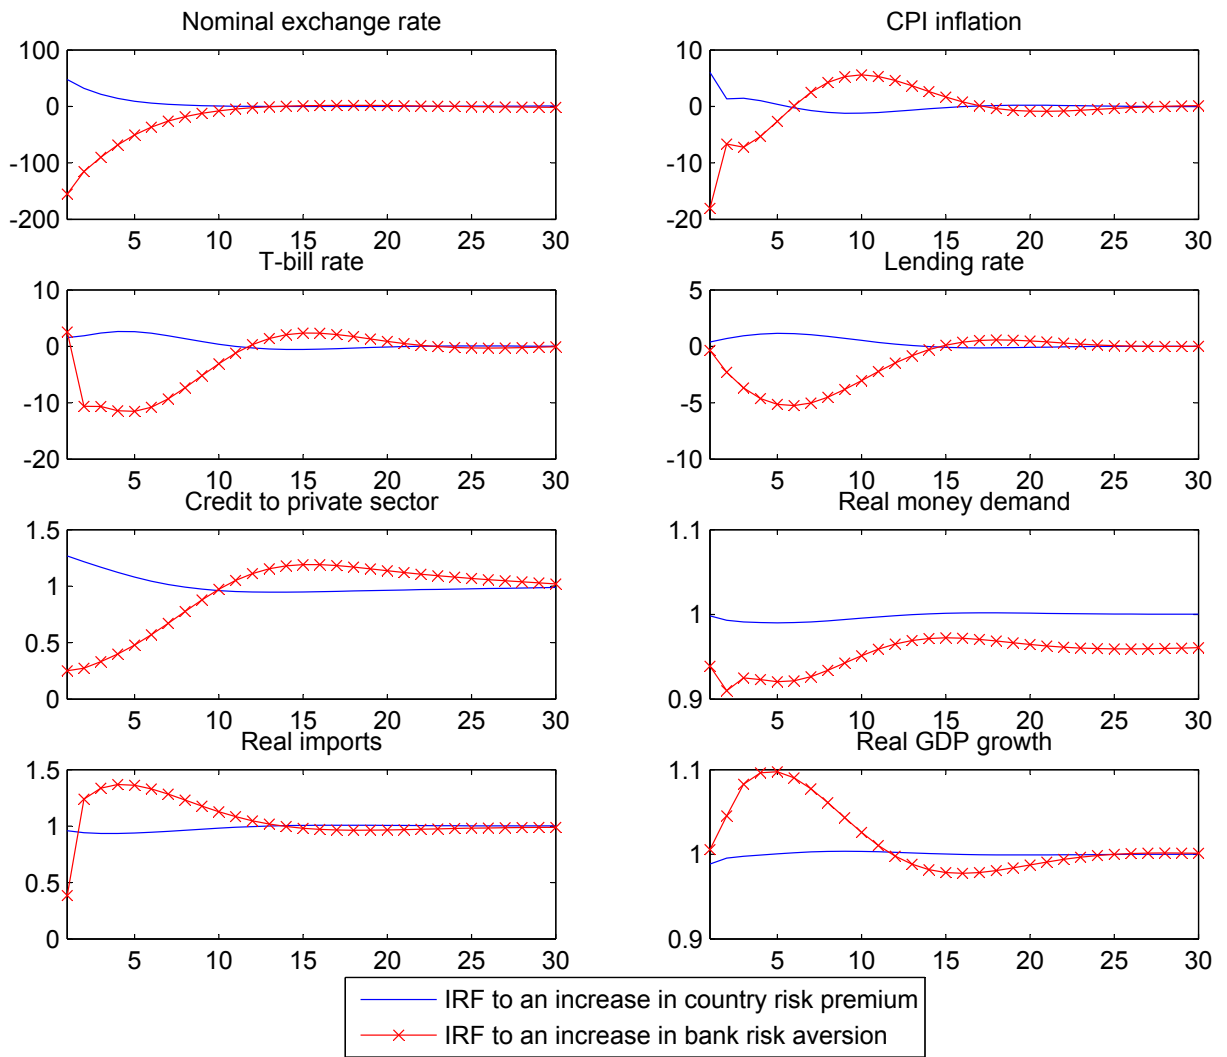 Nominal exchange rate
100
0
-100
-200
5 10 15 20 25 30
CPI inflation
10
0
-10
-20
5 10 15 20 25 30
T-bill rate
10
0
-10
-20
5 10 15 20 25 30
Lending rate
5
0
-5
-10
5 10 15 20 25 30
Credit to private sector
1.5
1
0.5
0
5 10 15 20 25 30
Real money demand
1.1
1
0.9
5 10 15 20 25 30
Real imports
1.5
1
0.5
0
5 10 15 20 25 30
Real GDP growth
1.1
1
0.9
5 10 15 20 25 30
IRF to an increase in country risk premium
IRF to an increase in bank risk aversion